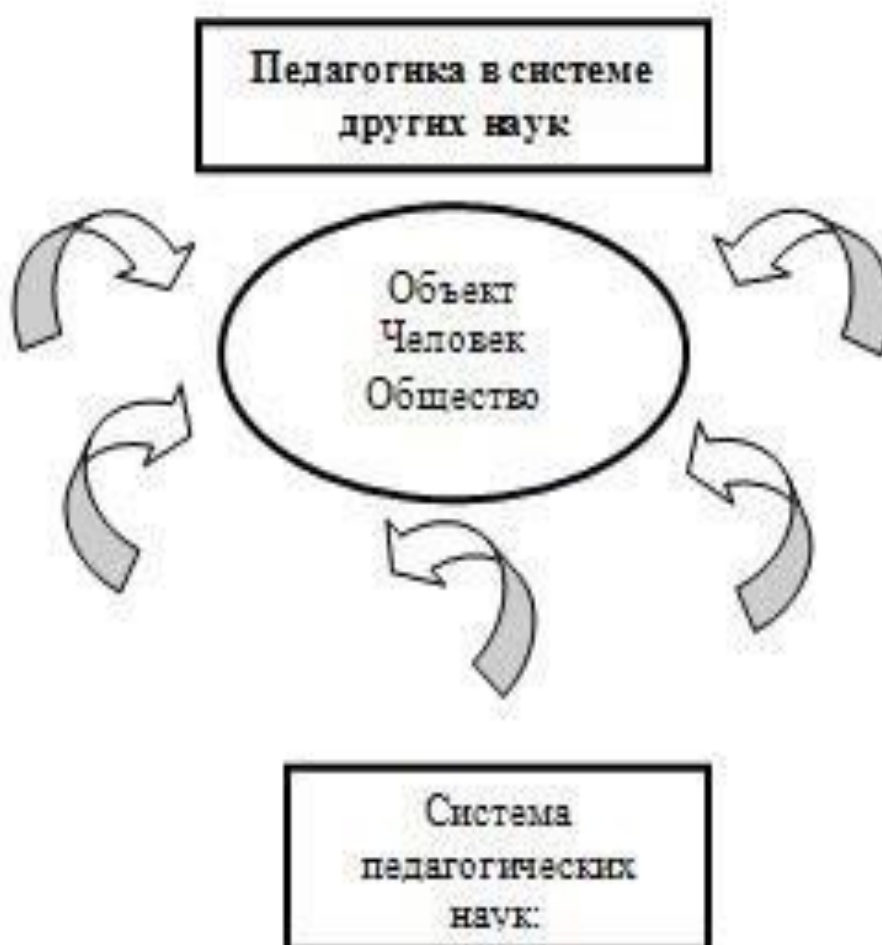 Педагогика в системе
других наук
Объект
Человек
Общество
Система
педагогических
наук: